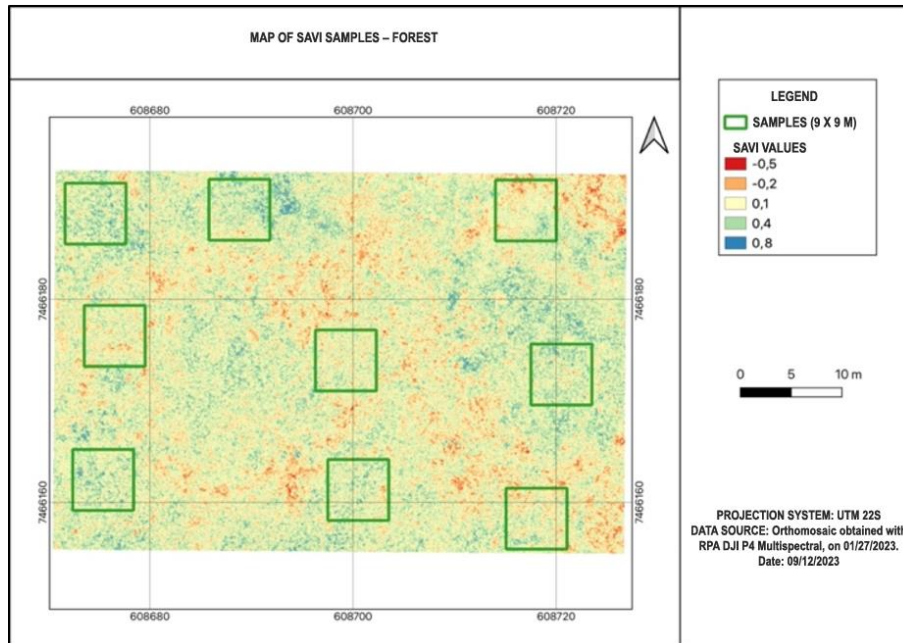 MAP OF SAVI SAMPLES – FOREST
608680
608700
608720
7466180
7466180
7466160
7466160
608680
608700
608720
LEGEND
SAMPLES (9 X 9 M)
SAVI VALUES
-0,5
-0,2
0,1
0,4
0,8
0 5 10 m
PROJECTION SYSTEM: UTM 22S
DATA SOURCE: Orthomosaic obtained with
RPA DJI P4 Multispectral, on 01/27/2023.
Date: 09/12/2023